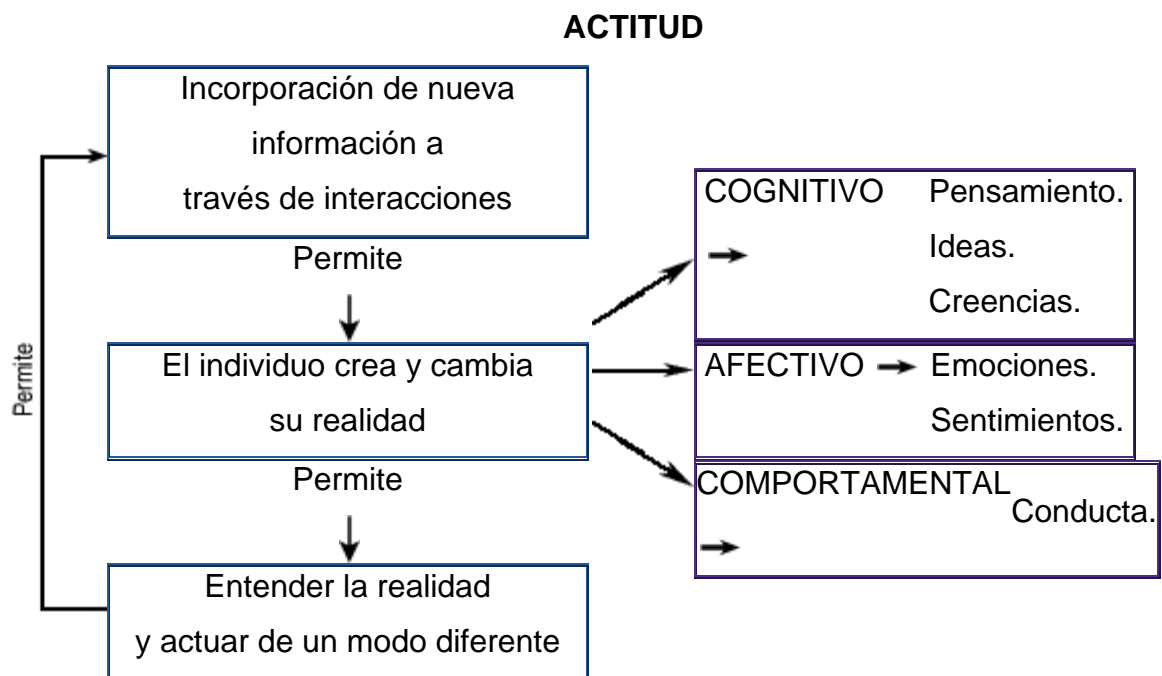 ACTITUD
Incorporación de nueva
información a
través de interacciones
Permite
El individuo crea y cambia
su realidad
Permite
Entender la realidad
y actuar de un modo diferente
Permite
COGNITIVO Pensamiento.
Ideas.
Creencias.
AFECTIVO Emociones.
Sentimientos.
COMPORTAMENTAL
Conducta.